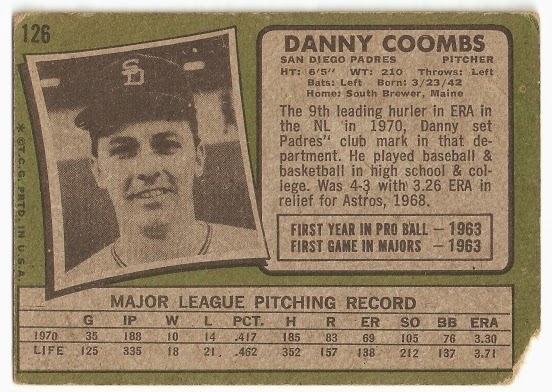 126
DANNY COOMBS
SAN DIEGO PADRES PITCHER
HT: 6'5" WT: 210 Throws: Left
Bats: Left Born: 3/23/42
Home: South Brewer, Maine
The 9th leading hurler in ERA in
the NL in 1970, Danny set
Padres' club mark in that de-
partment. He played baseball &
basketball in high school & col-
lege. Was 4-3 with 3.26 ERA in
relief for Astros, 1968.
FIRST YEAR IN PRO BALL – 1963
FIRST GAME IN MAJORS – 1963
SD
* © T.C.G. PRTD. IN U.S.A.
MAJOR LEAGUE PITCHING RECORD
G IP W L PCT. H R ER SO BB ERA
1970 35 188 10 14 .417 185 83 69 105 76 3.30
LIFE 125 335 18 21 .462 352 157 138 212 137 3.71